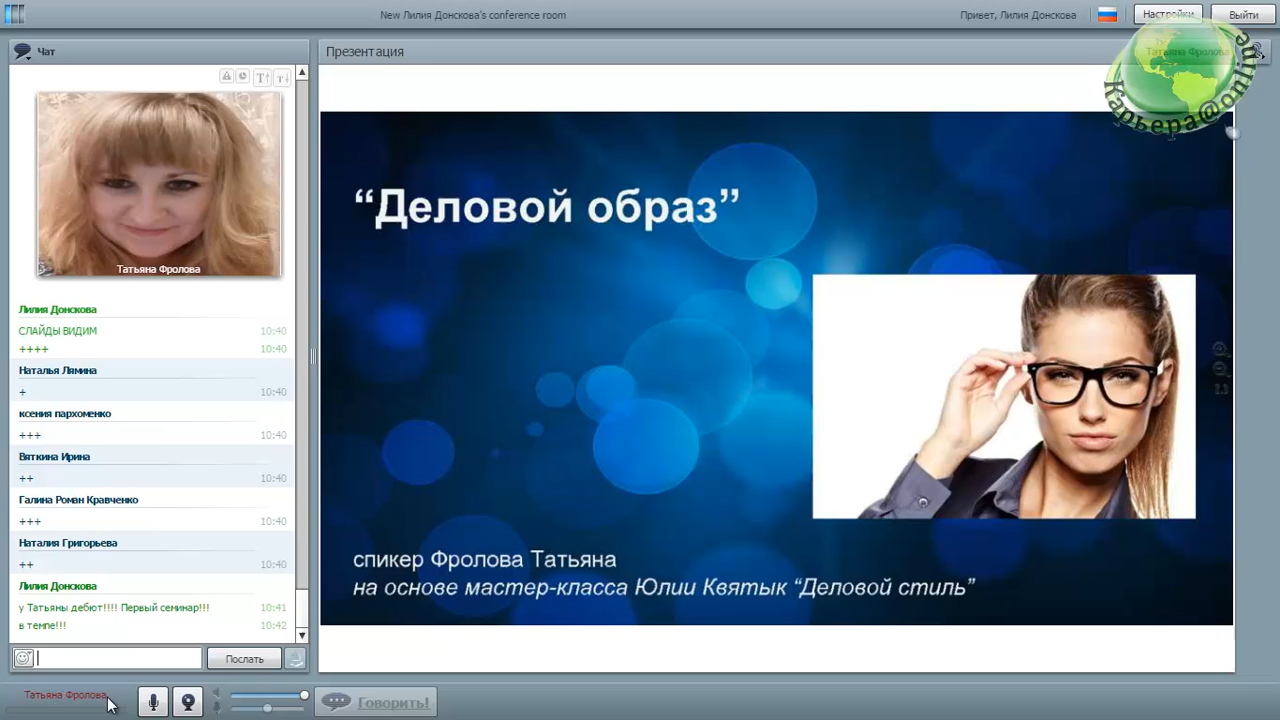 New Лилия Донскова's conference room
Привет, Лилия Донскова
Настройки
Выйти
Чат
Презентация
Татьяна Фролова
Карьера@online
T
T
Татьяна Фролова
Лилия Донскова
СЛАЙДЫ ВИДИМ 10:40
++++ 10:40
Наталья Лямина
+ 10:40
ксения пархоменко
+++ 10:40
Вяткина Ирина
++ 10:40
Галина Роман Кравченко
+++ 10:40
Наталия Григорьева
++ 10:40
Лилия Донскова
у Татьяны дебют!!!! Первый семинар!!! 10:41
в темпе!!! 10:42
Послать
Татьяна Фролова
Говорить!
“Деловой образ”
спикер Фролова Татьяна
на основе мастер-класса Юлии Квятык “Деловой стиль”